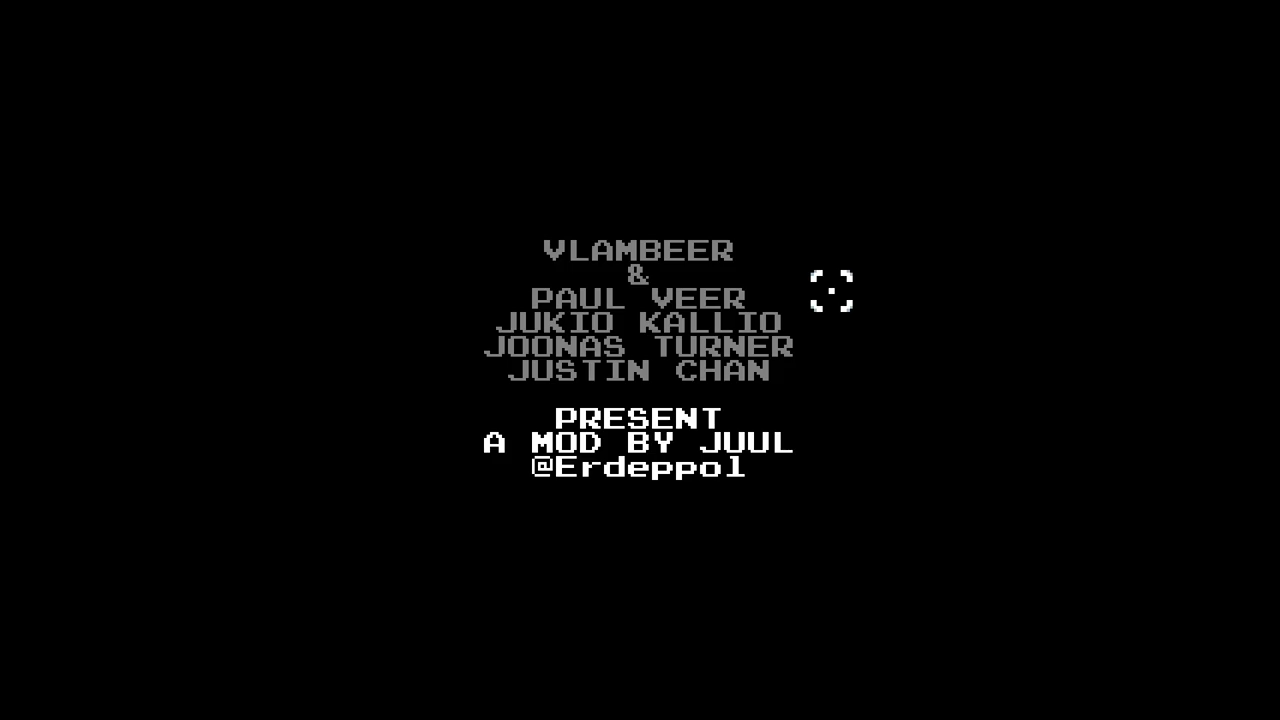 VLAMBEER
&
PAUL VEER
JUKIO KALLIO
JOONAS TURNER
JUSTIN CHAN
PRESENT
A MOD BY JUUL
@Erdeppol